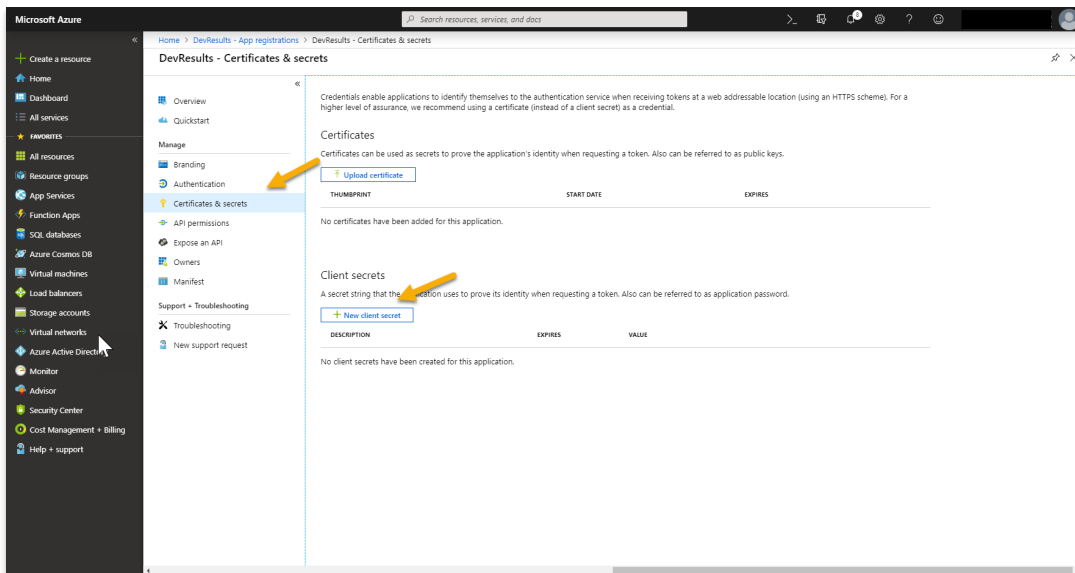 Microsoft Azure
Search resources, services, and docs
8
Home > DevResults - App registrations > DevResults - Certificates & secrets
DevResults - Certificates & secrets
Create a resource
Home
Dashboard
All services
FAVORITES
All resources
Resource groups
App Services
Function Apps
SQL databases
Azure Cosmos DB
Virtual machines
Load balancers
Storage accounts
Virtual networks
Azure Active
Monitor
Advisor
Security Center
Cost Management + Billing
Help + support
Overview
Quickstart
Manage
Branding
Authentication
Certificates & secrets
API permissions
Expose an API
Owners
Manifest
Support + Troubleshooting
Troubleshooting
New support request
Credentials enable applications to identify themselves to the authentication service when receiving tokens at a web addressable location (using an HTTPS scheme). For a
higher level of assurance, we recommend using a certificate (instead of a client secret) as a credential.
Certificates
Certificates can be used as secrets to prove the application's identity when requesting a token. Also can be referred to as public keys.
Upload certificate
THUMBPRINT START DATE EXPIRES
No certificates have been added for this application.
Client secrets
A secret string that the uses to prove its identity when requesting a token. Also can be referred to as application password.
New client secret
DESCRIPTION EXPIRES VALUE
No client secrets have been created for this application.